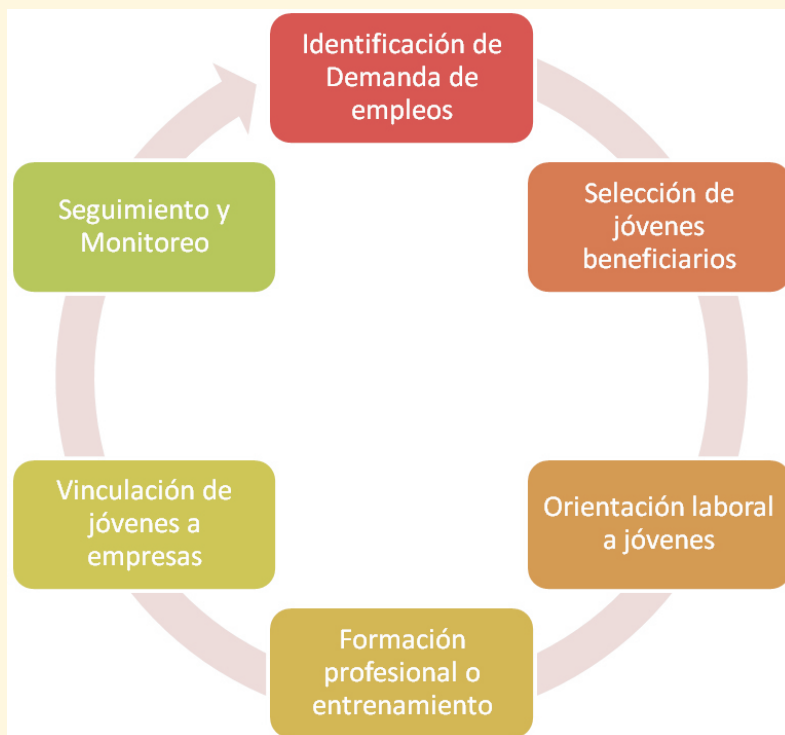 Identificación de
Demanda de
empleos
Selección de
jóvenes
beneficiarios
Orientación laboral
a jóvenes
Formación
profesional o
entrenamiento
Vinculación de
jóvenes a
empresas
Seguimiento y
Monitoreo